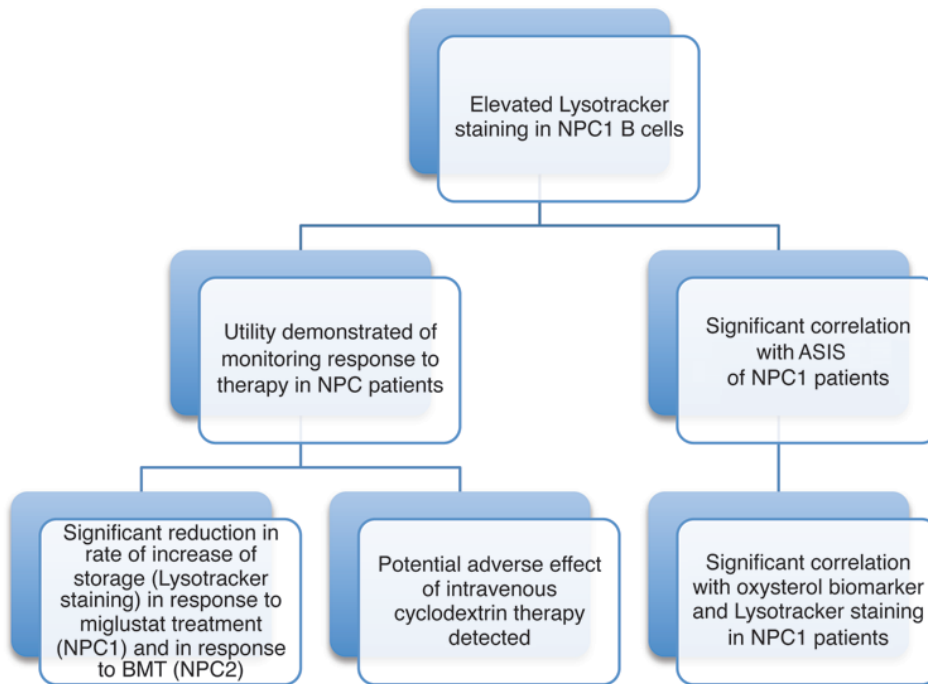 Elevated Lysotracker
staining in NPC1 B cells
Utility demonstrated of
monitoring response to
therapy in NPC patients
Significant correlation
with ASIS
of NPC1 patients
Significant reduction in
rate of increase of
storage (Lysotracker
staining) in response to
miglustat treatment
(NPC1) and in response
to BMT (NPC2)
Potential adverse effect
of intravenous
cyclodextrin therapy
detected
Significant correlation
with oxysterol biomarker
and Lysotracker staining
in NPC1 patients